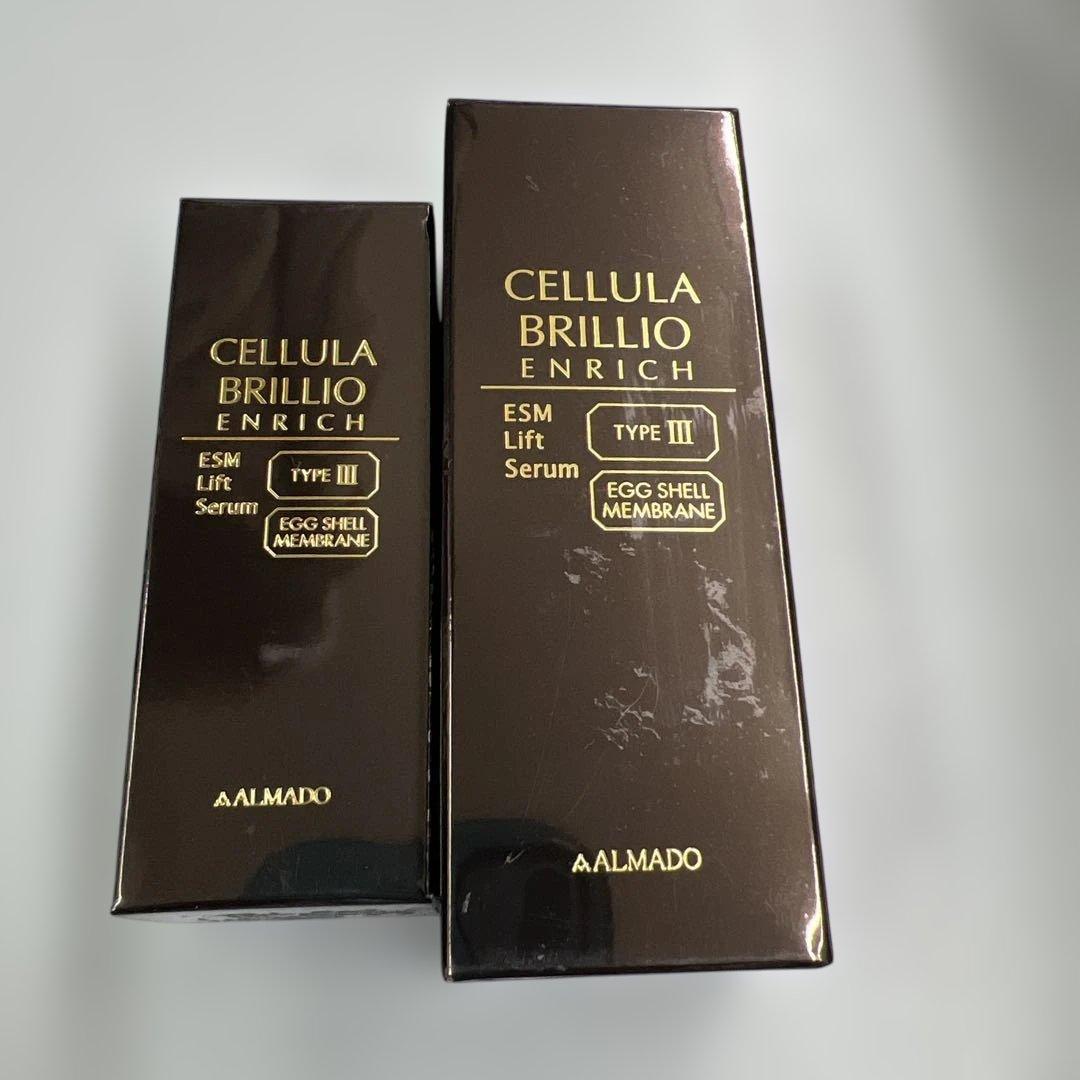 CELLULA
BRILLIO
ENRICH
ESM
Lift
Serum
TYPE III
EGG SHELL
MEMBRANE
ALMADO
CELLULA
BRILLIO
ENRICH
ESM
Lift
Serum
TYPE III
EGG SHELL
MEMBRANE
ALMADO